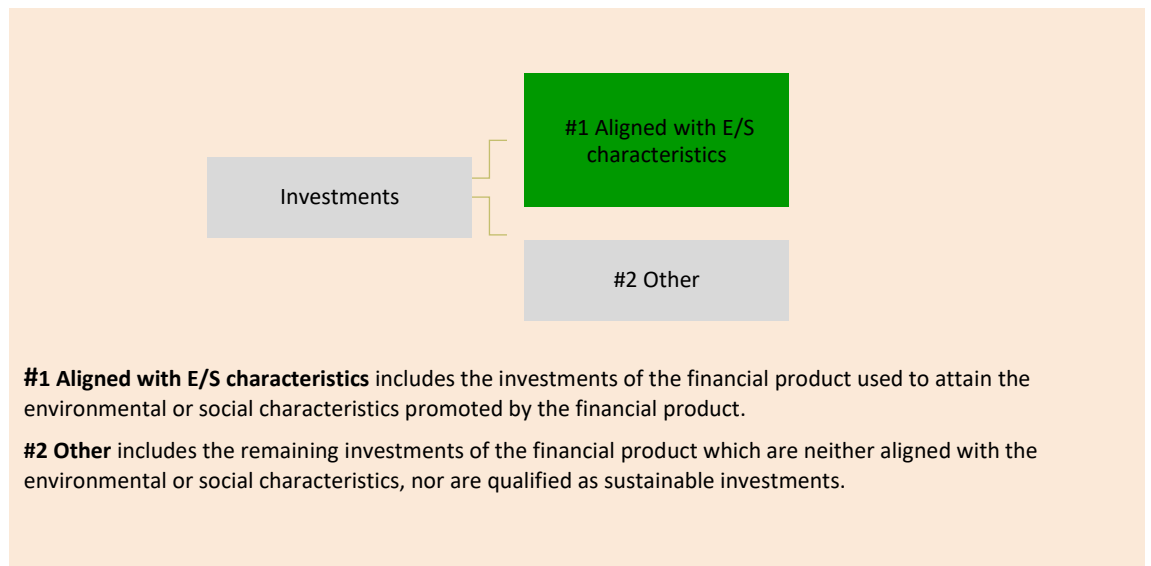 #1 Aligned with E/S
characteristics
Investments
#2 Other
#1 Aligned with E/S characteristics includes the investments of the financial product used to attain the
environmental or social characteristics promoted by the financial product.
#2 Other includes the remaining investments of the financial product which are neither aligned with the
environmental or social characteristics, nor are qualified as sustainable investments.